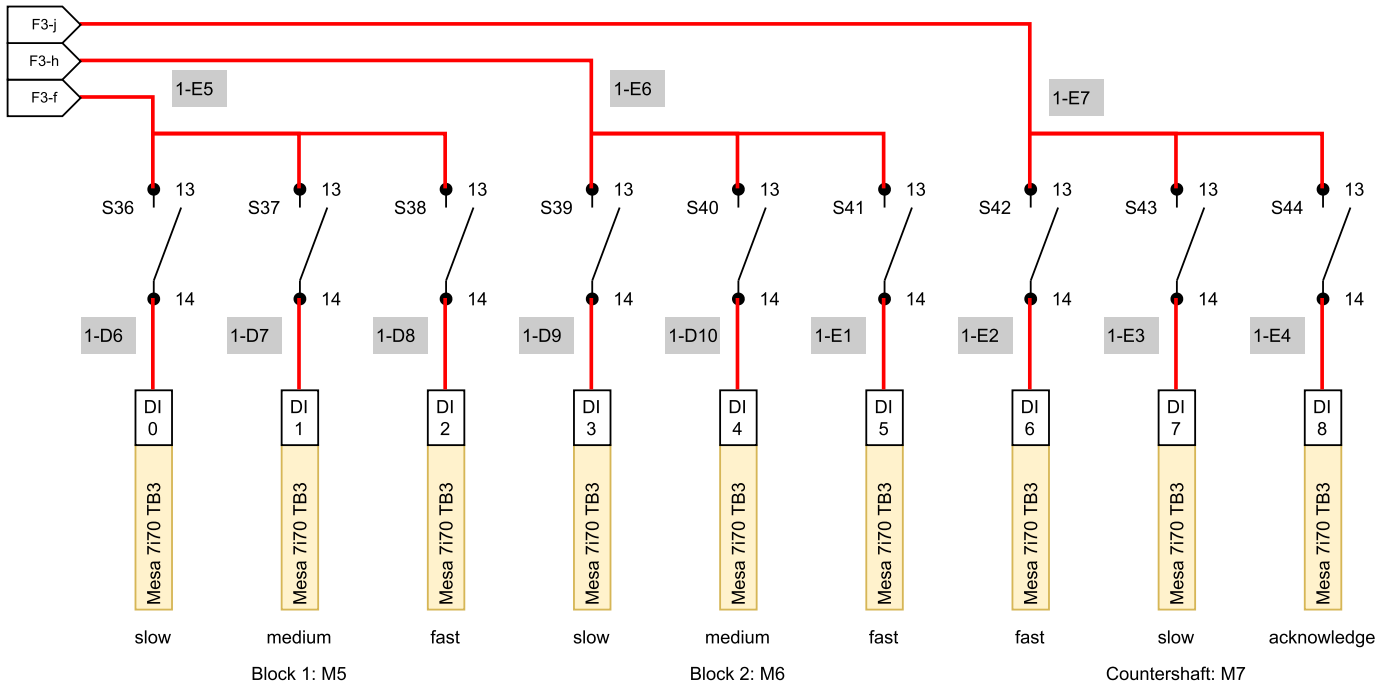 F3-j
F3-h
F3-f
1-E5
1-E6
1-E7
S36
13
S37
13
S38
13
S39
13
S40
13
S41
13
S42
13
S43
13
S44
13
14
14
14
14
14
14
14
14
14
1-D6
1-D7
1-D8
1-D9
1-D10
1-E1
1-E2
1-E3
1-E4
DI
0
DI
1
DI
2
DI
3
DI
4
DI
5
DI
6
DI
7
DI
8
Mesa 7i70 TB3
Mesa 7i70 TB3
Mesa 7i70 TB3
Mesa 7i70 TB3
Mesa 7i70 TB3
Mesa 7i70 TB3
Mesa 7i70 TB3
Mesa 7i70 TB3
Mesa 7i70 TB3
slow
medium
fast
slow
medium
fast
fast
slow
acknowledge
Block 1: M5
Block 2: M6
Countershaft: M7